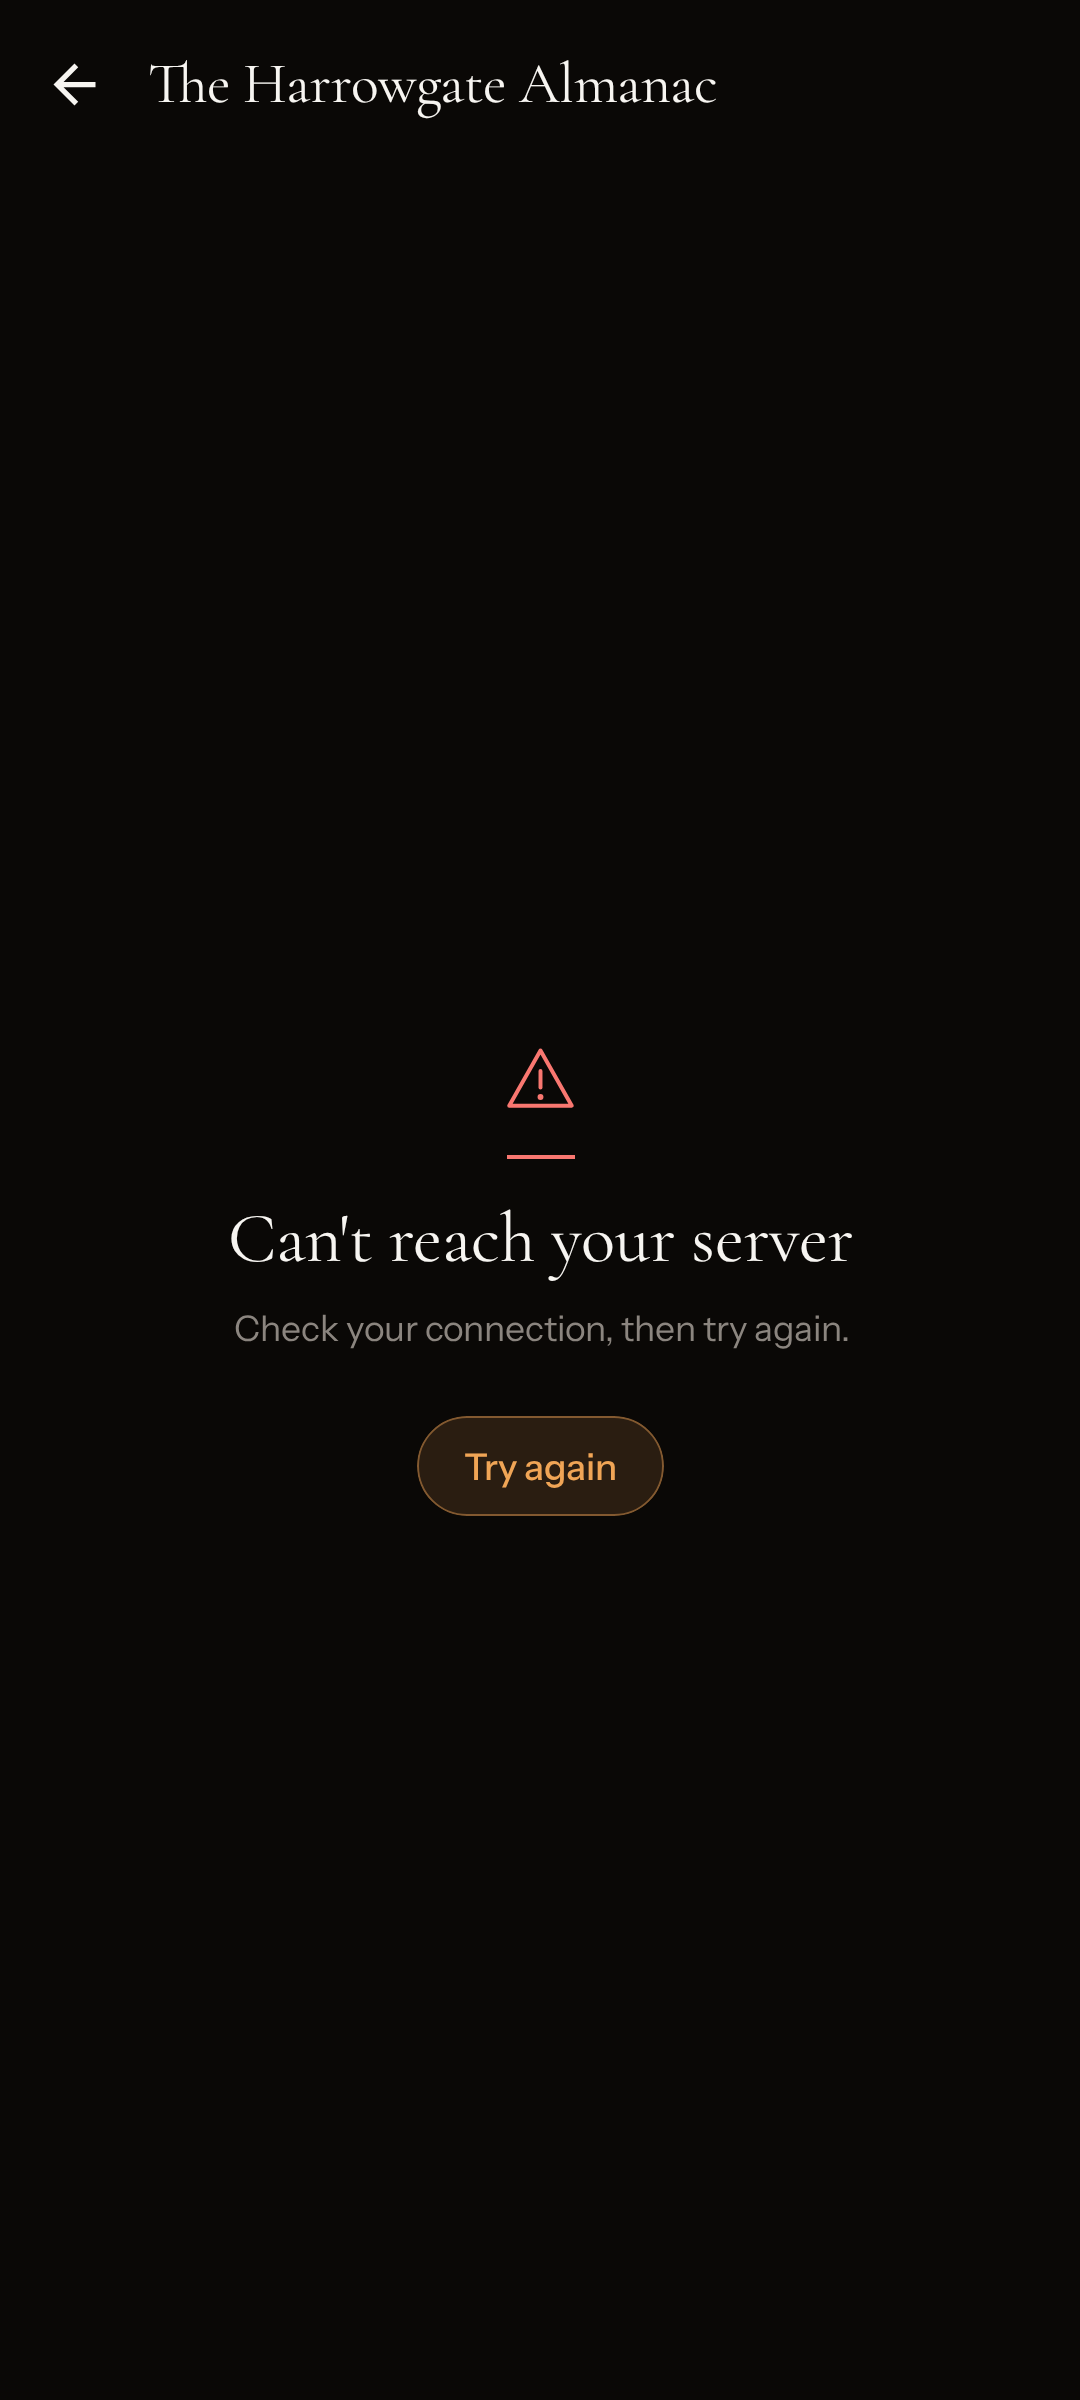 The Harrowgate Almanac
Can't reach your server
Check your connection, then try again.
Try again